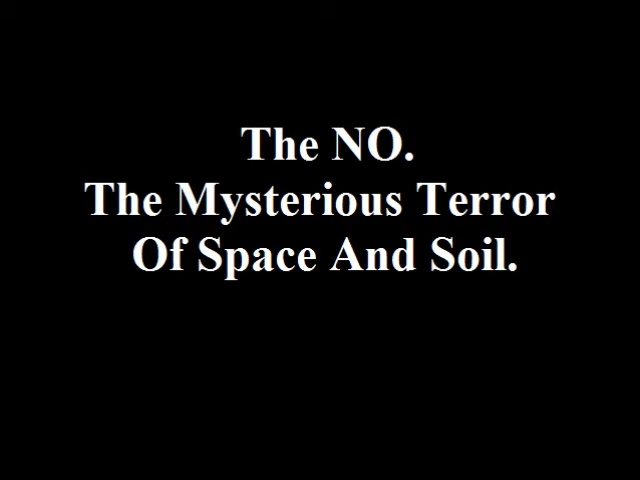 The NO.
The Mysterious Terror
Of Space And Soil.